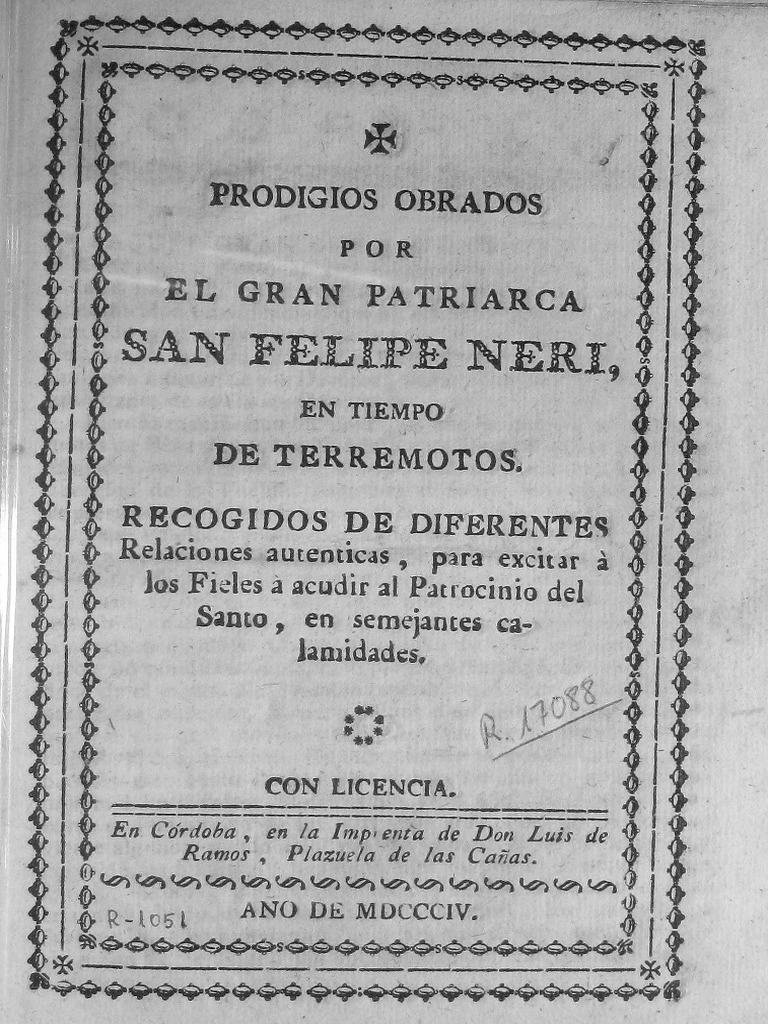 PRODIGIOS OBRADOS
POR
EL GRAN PATRIARCA
SAN FELIPE NERI,
EN TIEMPO
DE TERREMOTOS.
RECOGIDOS DE DIFERENTES
Relaciones autenticas, para excitar à
los Fieles à acudir al Patrocinio del
Santo, en semejantes ca-
lamidades.
R. 17088
CON LICENCIA.
En Córdoba, en la Imprenta de Don Luis de
Ramos, Plazuela de las Cañas.
R-1051
AÑO DE MDCCCIV.